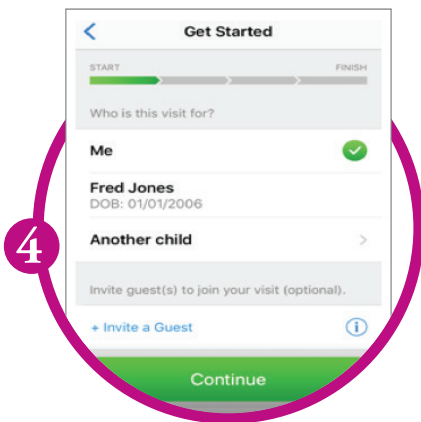 Get Started
START FINISH
Who is this visit for?
Me
Fred Jones
DOB: 01/01/2006
Another child
4
Invite guest(s) to join your visit (optional).
+ Invite a Guest
Continue